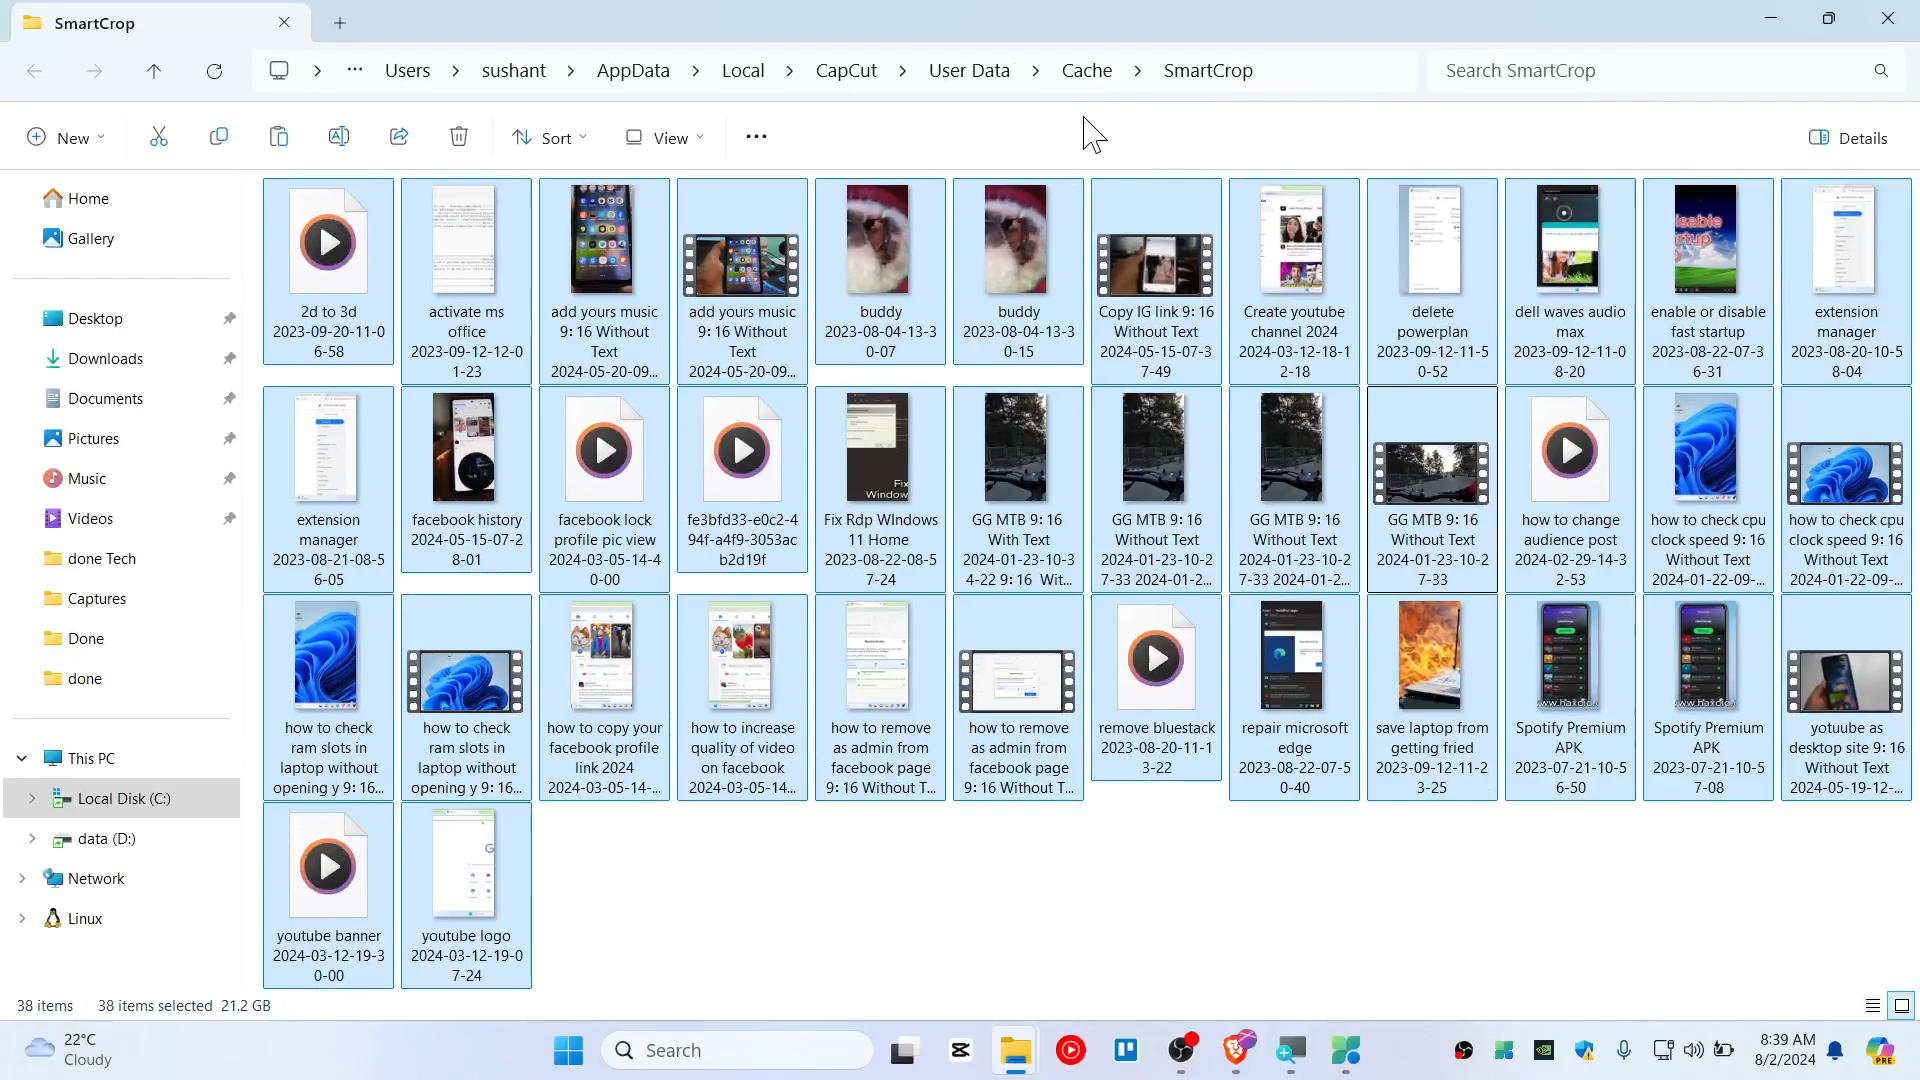 SmartCrop
Users
sushant
AppData
Local
CapCut
User Data
Cache
SmartCrop
Search SmartCrop
New
Sort
View
Details
Home
Gallery
Desktop
Downloads
Documents
Pictures
Music
Videos
done Tech
Captures
Done
done
This PC
Local Disk (C:)
data (D:)
Network
Linux
2d to 3d
2023-09-20-11-0
6-58
activate ms
office
2023-09-12-12-0
1-23
add yours music
9:16 Without
Text
2024-05-20-09...
add yours music
9:16 Without
Text
2024-05-20-09...
buddy
2023-08-04-13-3
0-07
buddy
2023-08-04-13-3
0-15
Copy IG link 9:16
Without Text
2024-05-15-07-3
7-49
Create youtube
channel 2024
2024-03-12-18-1
2-18
delete
powerplan
2023-09-12-11-5
0-52
dell waves audio
max
2023-09-12-11-0
8-20
enable or disable
fast startup
2023-08-22-07-3
6-31
extension
manager
2023-08-20-10-5
8-04
extension
manager
2023-08-21-08-5
6-05
facebook history
2024-05-15-07-2
8-01
facebook lock
profile pic view
2024-03-05-14-4
0-00
fe3bfd33-e0c2-4
94f-a4f9-3053ac
b2d19f
Fix
Window
Fix Rdp WIndows
11 Home
2023-08-22-08-5
7-24
GG MTB 9:16
With Text
2024-01-23-10-3
4-22 9:16 Wit...
GG MTB 9:16
Without Text
2024-01-23-10-2
7-33 2024-01-2...
GG MTB 9:16
Without Text
2024-01-23-10-2
7-33 2024-01-2...
GG MTB 9:16
Without Text
2024-01-23-10-2
7-33
how to change
audience post
2024-02-29-14-3
2-53
how to check cpu
clock speed 9:16
Without Text
2024-01-22-09-...
how to check cpu
clock speed 9:16
Without Text
2024-01-22-09-...
how to check
ram slots in
laptop without
opening y 9:16...
how to check
ram slots in
laptop without
opening y 9:16...
how to copy your
facebook profile
link 2024
2024-03-05-14-...
how to increase
quality of video
on facebook
2024-03-05-14...
how to remove
as admin from
facebook page
9:16 Without T...
how to remove
as admin from
facebook page
9:16 Without T...
remove bluestack
2023-08-20-11-1
3-22
repair microsoft
edge
2023-08-22-07-5
0-40
save laptop from
getting fried
2023-09-12-11-2
3-25
Spotify Premium
APK
2023-07-21-10-5
6-50
Spotify Premium
APK
2023-07-21-10-5
7-08
yotuube as
desktop site 9:16
Without Text
2024-05-19-12-...
youtube banner
2024-03-12-19-3
0-00
youtube logo
2024-03-12-19-0
7-24
38 items
38 items selected 21.2 GB
22°C
Cloudy
Search
8:39 AM
8/2/2024
PRE